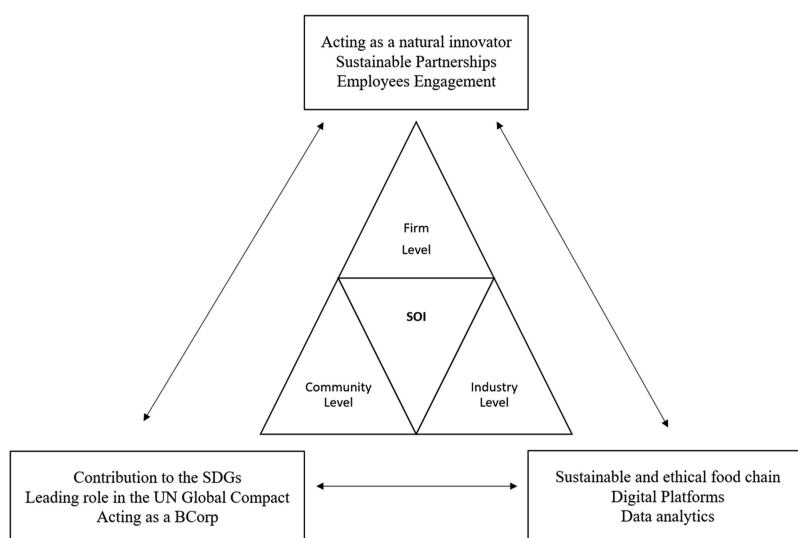 Acting as a natural innovator
Sustainable Partnerships
Employees Engagement
Firm
Level
SOI
Community
Level
Industry
Level
Contribution to the SDGs
Leading role in the UN Global Compact
Acting as a BCorp
Sustainable and ethical food chain
Digital Platforms
Data analytics